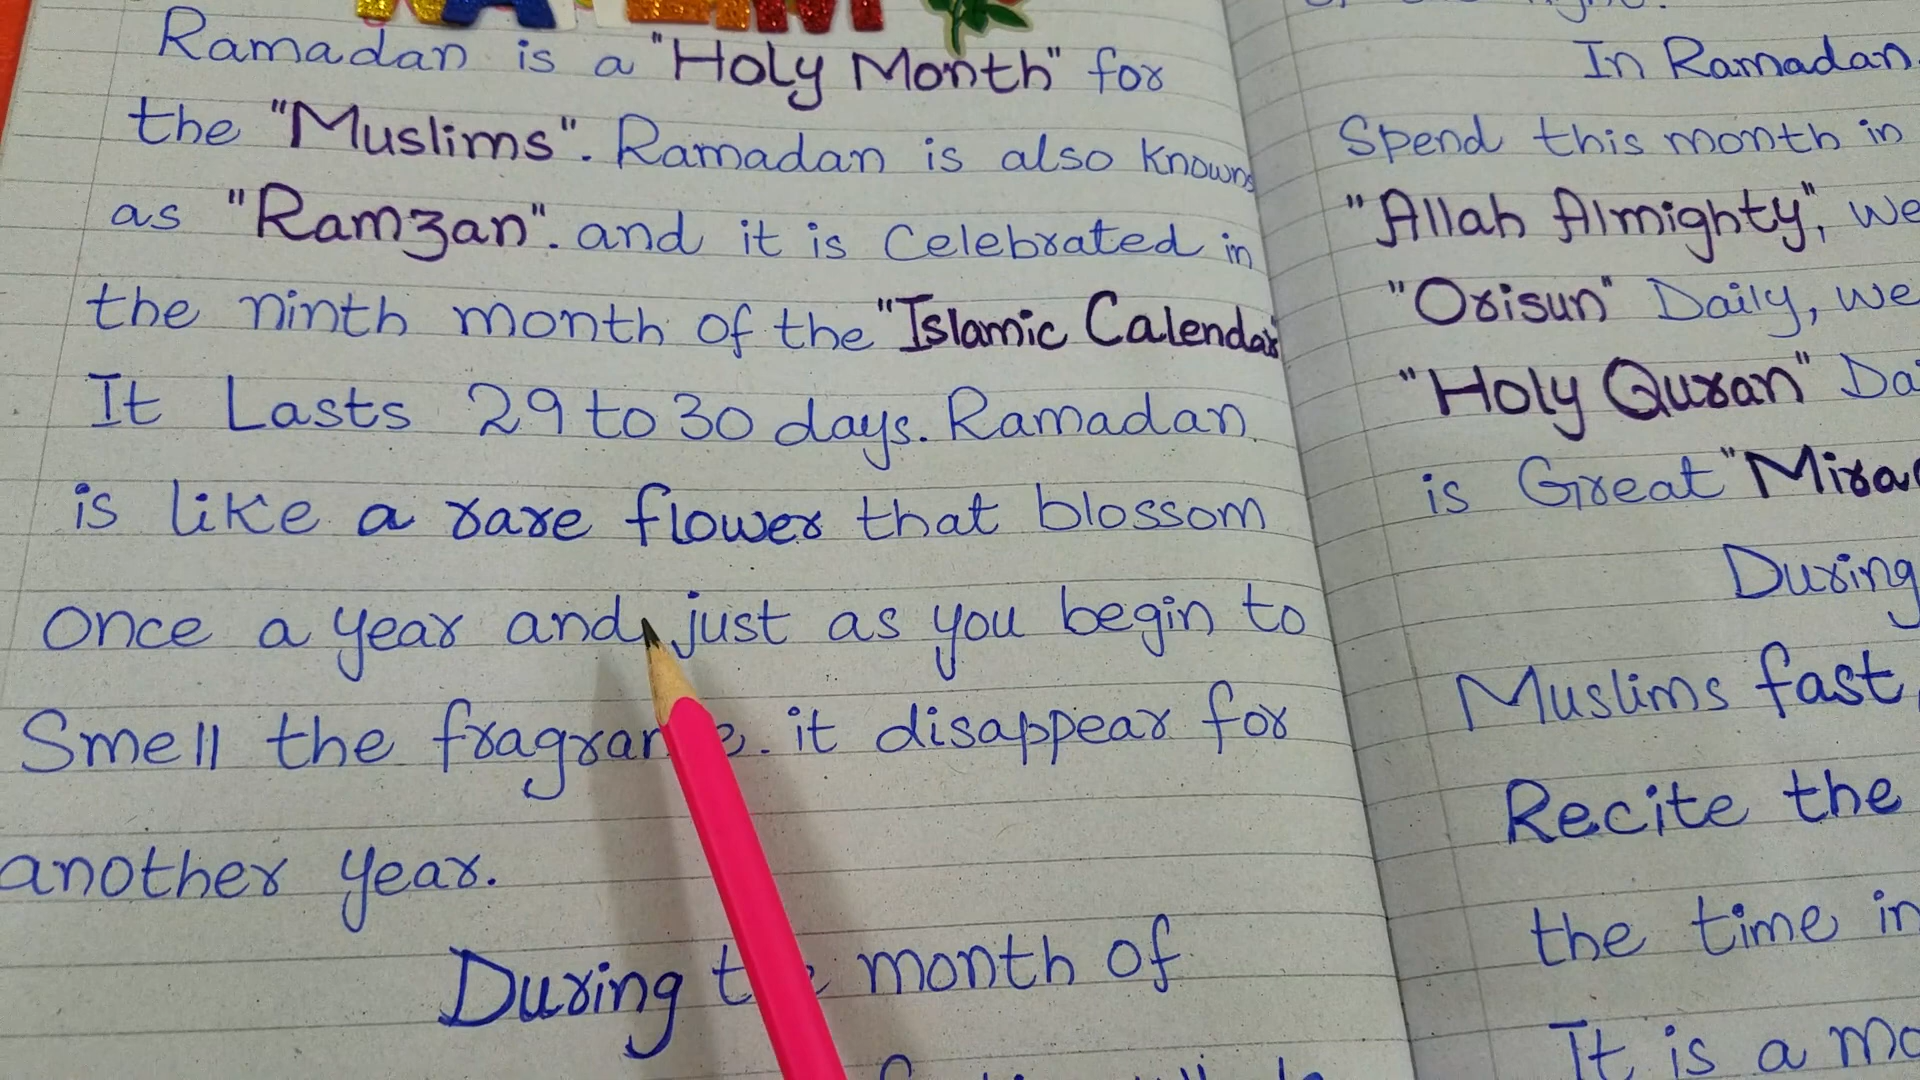 Ramadan is a "Holy Month" for
the "Muslims". Ramadan is also known
as "Ramzan". and it is Celebrated in
the ninth month of the "Islamic Calendar
It Lasts 29 to 30 days. Ramadan
is like a rare flower that blossom
once a year and just as you begin to
Smell the fragrance. it disappear for
another year.
During the month of
In Ramadan
Spend this month in
"Allah Almighty", we
"Orisun" Daily, we
"Holy Quran" Dai
is Great "Mira
During
Muslims fast,
Recite the
the time in
It is a mo